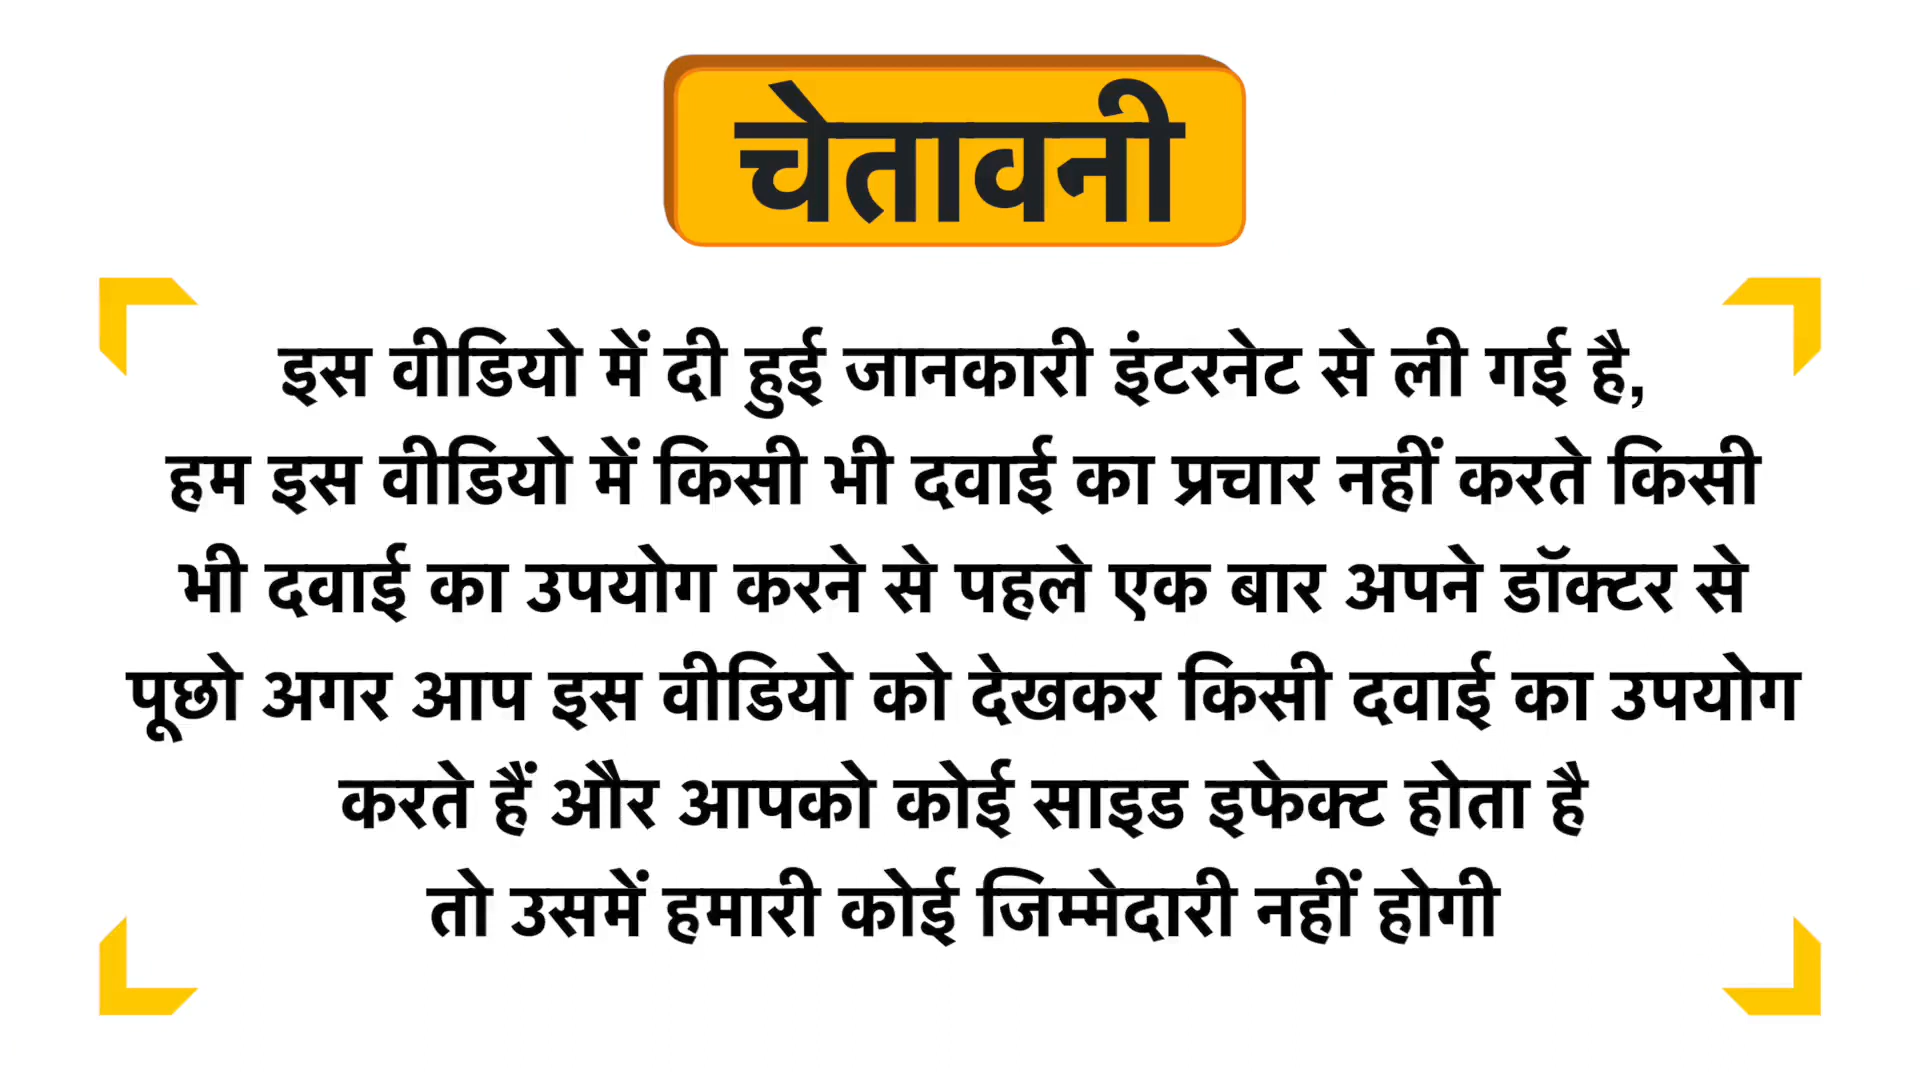 चेतावनी
इस वीडियो में दी हुई जानकारी इंटरनेट से ली गई है,
हम इस वीडियो में किसी भी दवाई का प्रचार नहीं करते किसी
भी दवाई का उपयोग करने से पहले एक बार अपने डॉक्टर से
पूछो अगर आप इस वीडियो को देखकर किसी दवाई का उपयोग
करते हैं और आपको कोई साइड इफेक्ट होता है
तो उसमें हमारी कोई जिम्मेदारी नहीं होगी